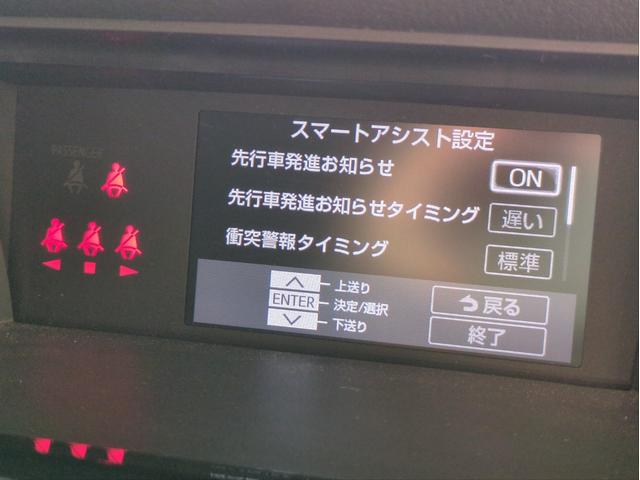 スマートアシスト設定
PASSENGER
先行車発進お知らせ ON
先行車発進お知らせタイミング 遅い
衝突警報タイミング 標準
上送り
ENTER 決定/選択
下送り
戻る
終了